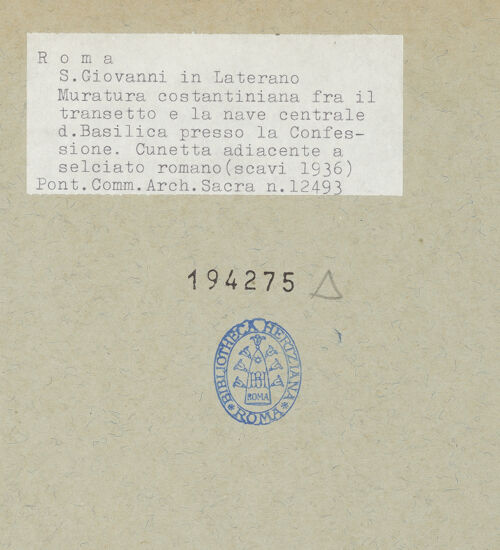 R o m a
S.Giovanni in Laterano
Muratura costantiniana fra il
transetto e la nave centrale
d.Basilica presso la Confes-
sione. Cunetta adiacente a
selciato romano(scavi 1936)
Pont.Comm.Arch.Sacra n.12493
194275
BIBLIOTHECA HERTZIANA
ROMA
* ROMA *